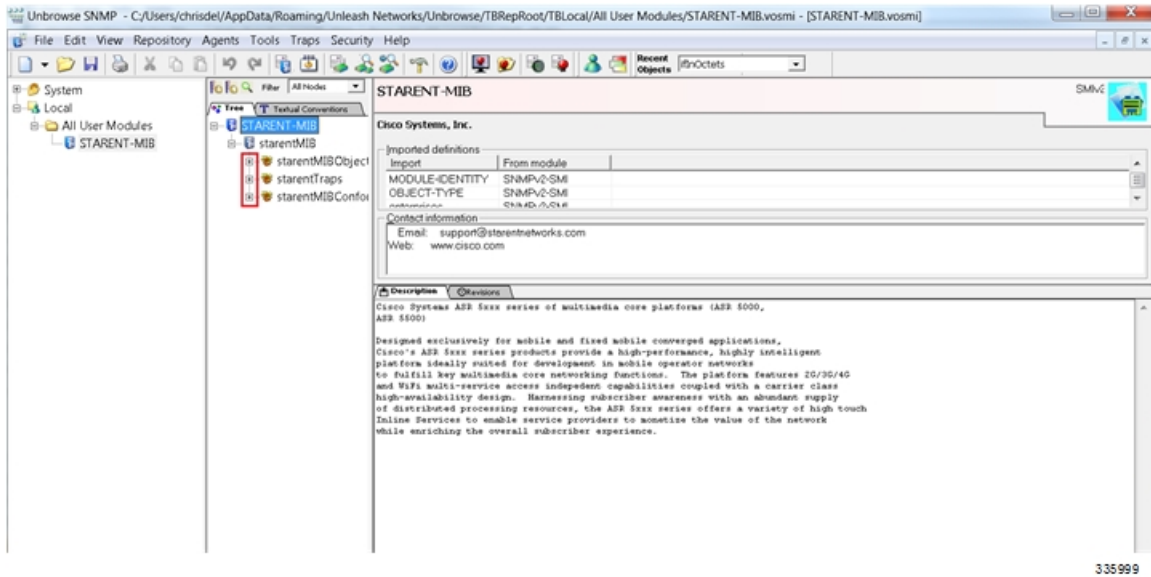 Unbrowse SNMP - C:/Users/chrisdel/AppData/Roaming/Unleash Networks/Unbrowse/TBRepRoot/TBLocal/All User Modules/STARENT-MIB.vosmi - [STARENT-MIB.vosmi]
File Edit View Repository Agents Tools Traps Security Help
Recent Objects ifInOctets
System
Local
All User Modules
STARENT-MIB
Filter All Nodes
Tree Textual Conventions
STARENT-MIB
starentMIB
starentMIBObject
starentTraps
starentMIBConfor
STARENT-MIB
SMIv2
Cisco Systems, Inc.
Imported definitions
Import From module
MODULE-IDENTITY SNMPv2-SMI
OBJECT-TYPE SNMPv2-SMI
enterprises SNMPv2-SMI
Contact information
Email: support@starentnetworks.com
Web: www.cisco.com
Description Revisions
Cisco Systems ASR 5xxx series of multimedia core platforms (ASR 5000,
ASR 5500)
Designed exclusively for mobile and fixed mobile converged applications,
Cisco's ASR 5xxx series products provide a high-performance, highly intelligent
platform ideally suited for development in mobile operator networks
to fulfill key multimedia core networking functions. The platform features 2G/3G/4G
and WiFi multi-service access indepedent capabilities coupled with a carrier class
high-availability design. Harnessing subscriber awareness with an abundant supply
of distributed processing resources, the ASR 5xxx series offers a variety of high touch
Inline Services to enable service providers to monetize the value of the network
while enriching the overall subscriber experience.
335999